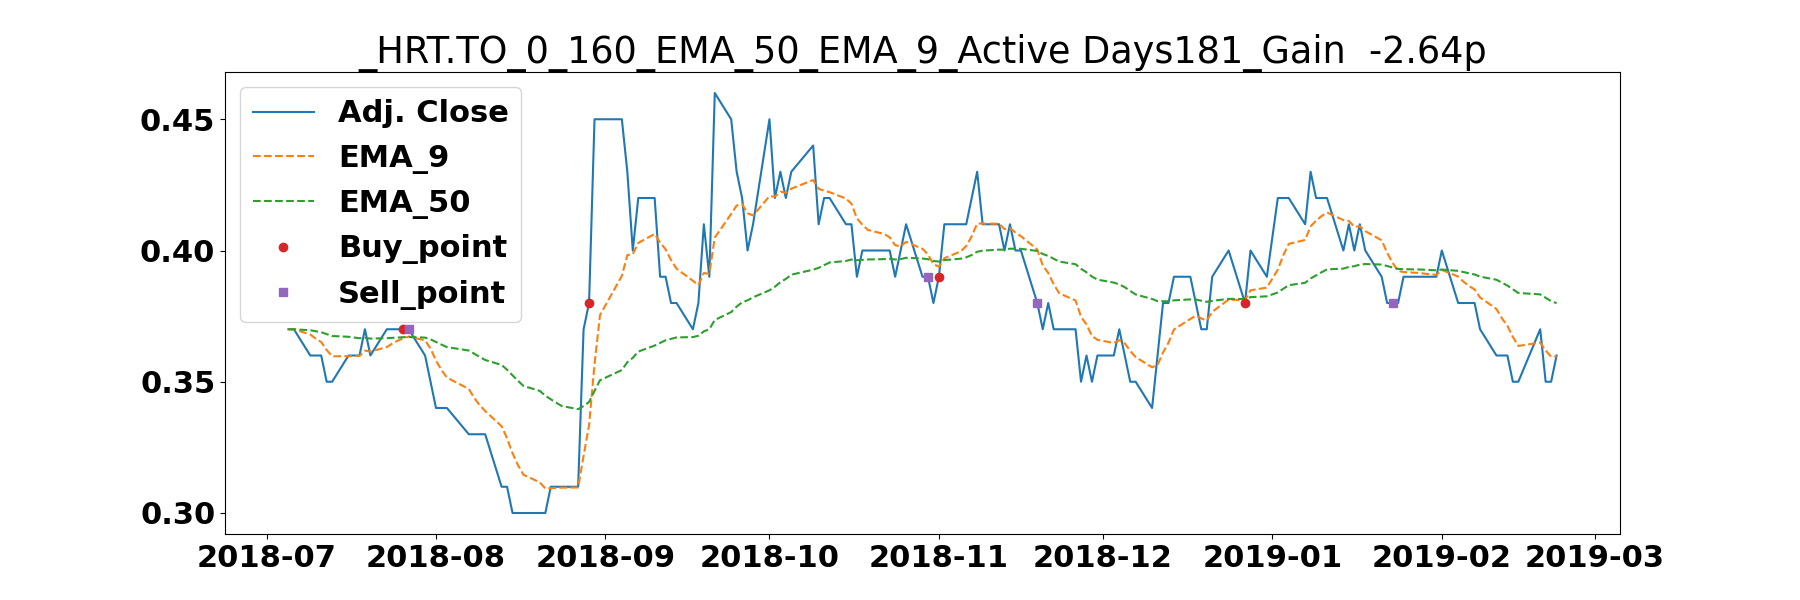 _HRT.TO_0_160_EMA_50_EMA_9_Active Days181_Gain  -2.64p
Adj. Close
EMA_9
EMA_50
Buy_point
Sell_point
0.45
0.40
0.35
0.30
2018-07 2018-08 2018-09 2018-10 2018-11 2018-12 2019-01 2019-02 2019-03